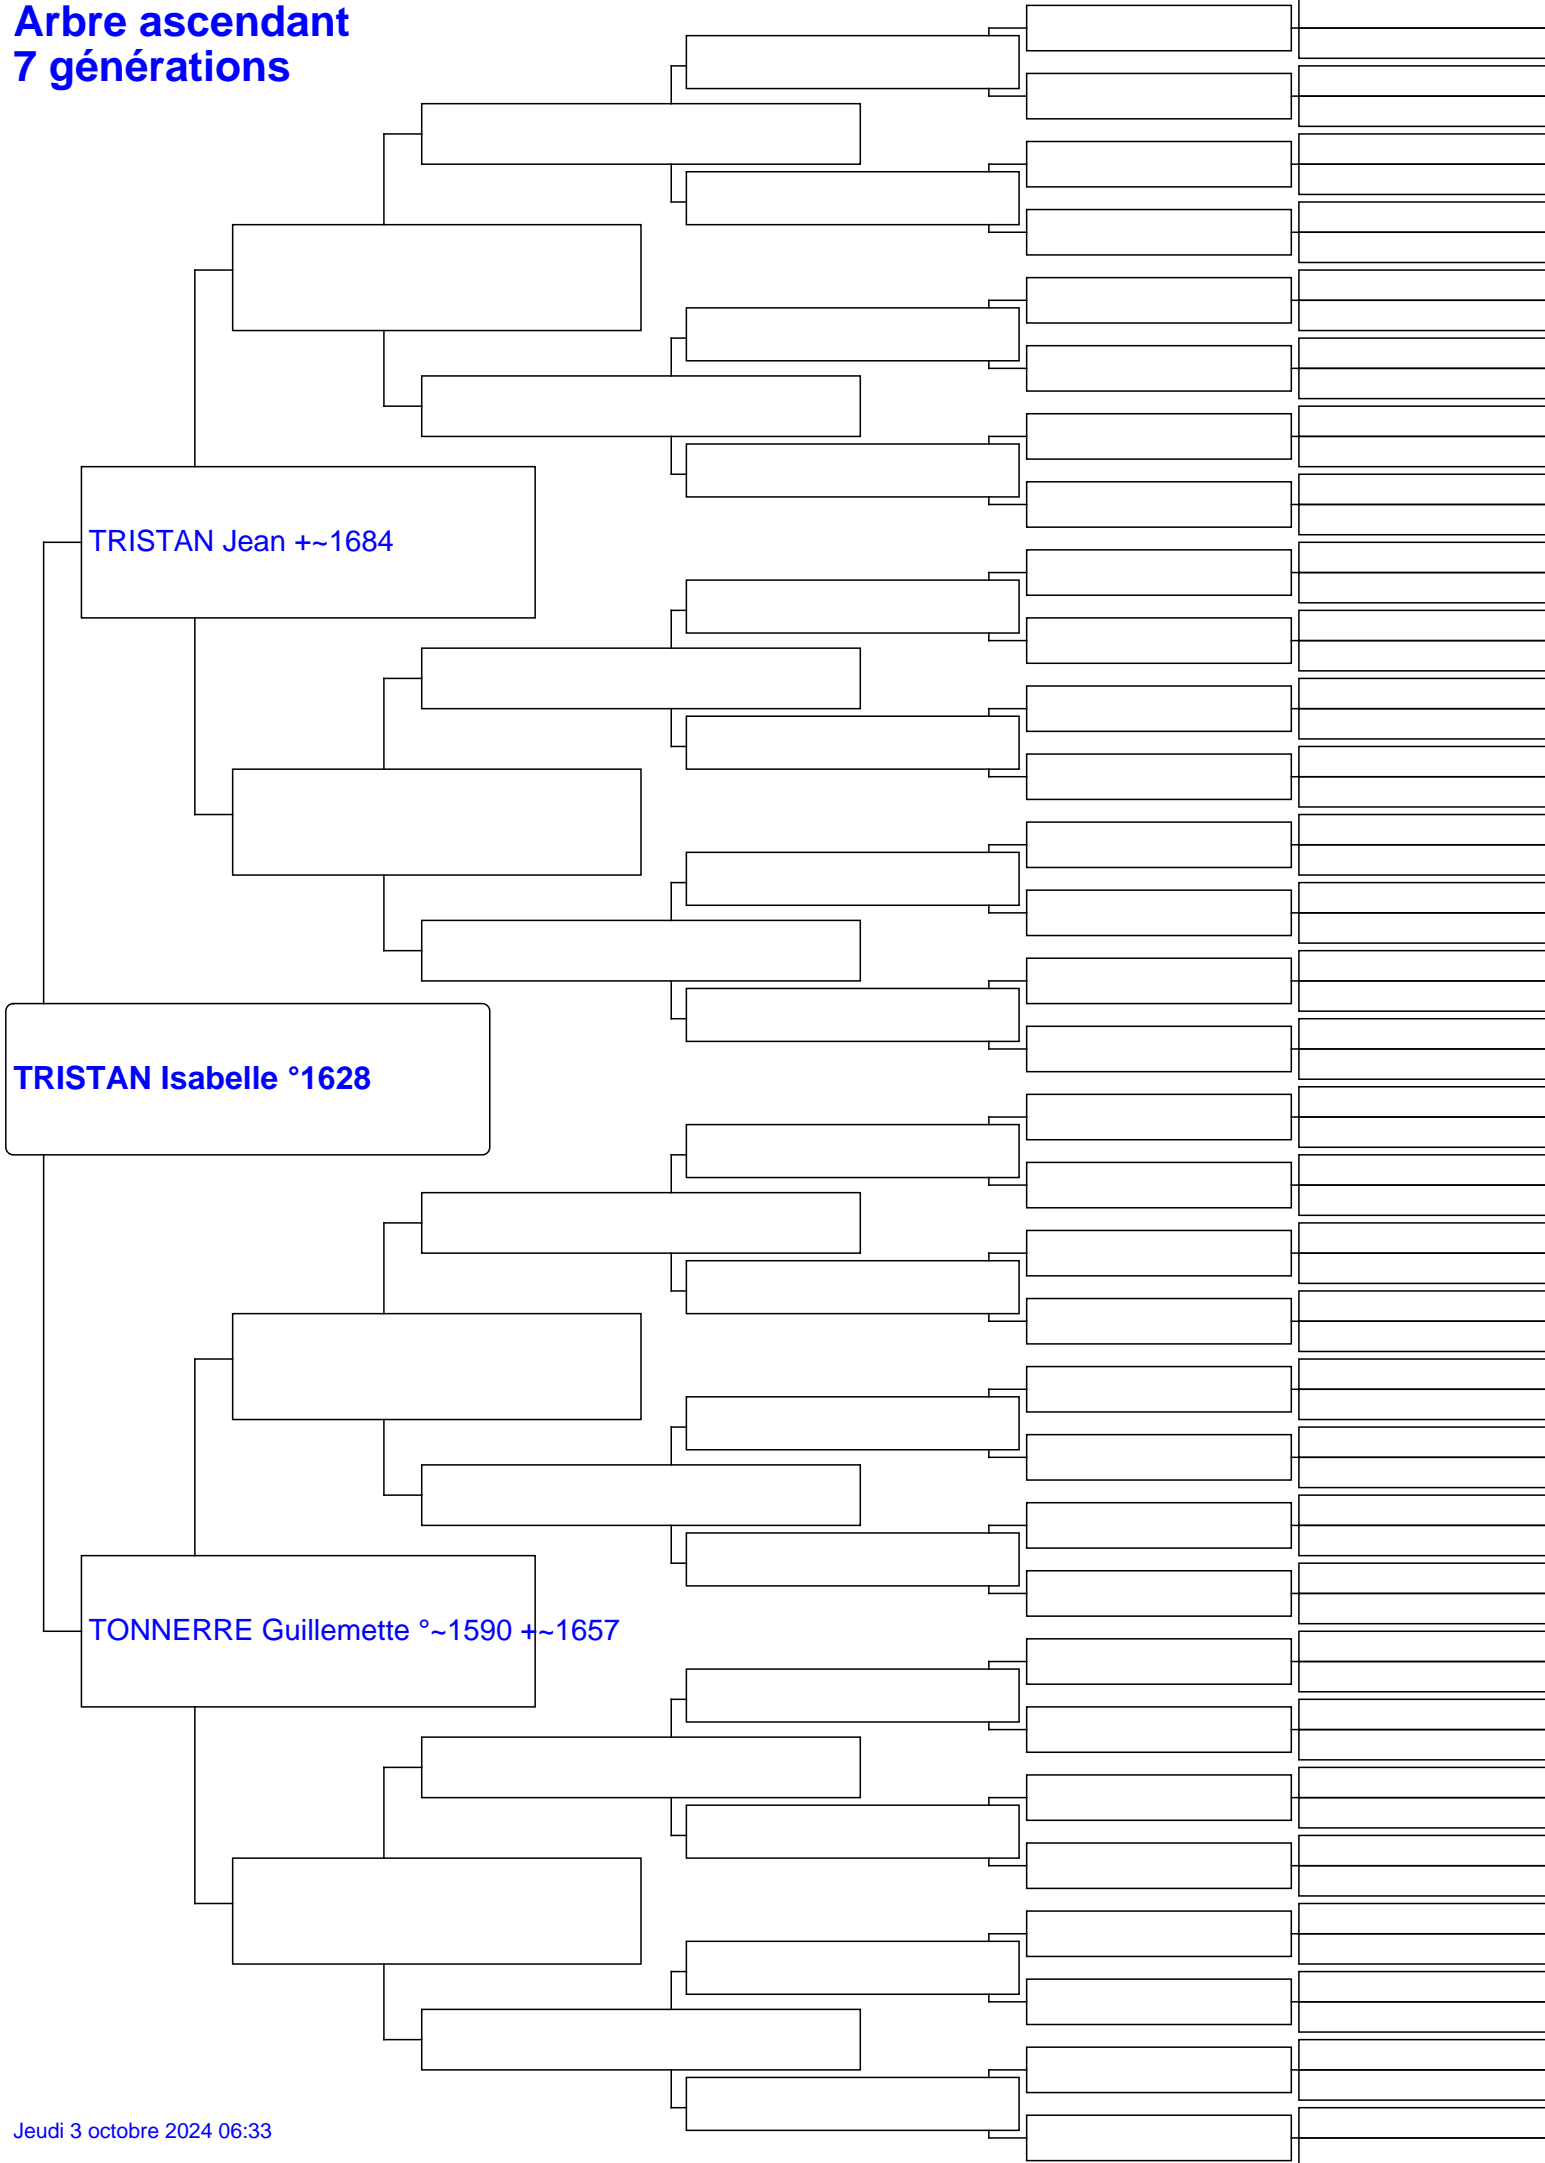 Arbre ascendant
7 générations
TRISTAN Jean +~1684
TRISTAN Isabelle °1628
TONNERRE Guillemette °~1590 +~1657
Jeudi 3 octobre 2024 06:33